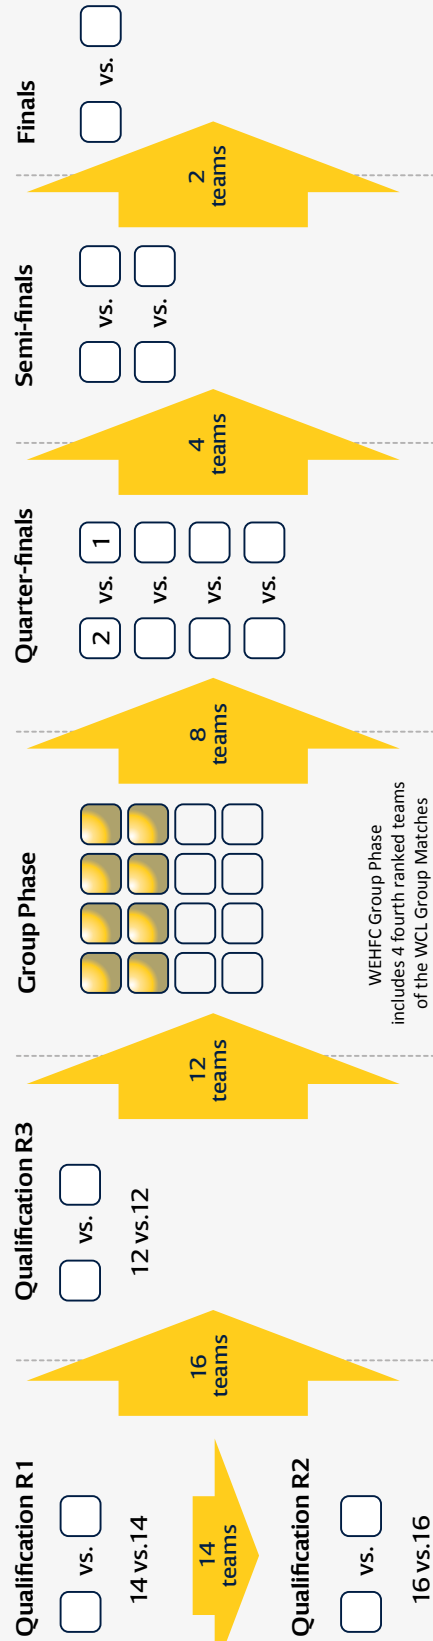 Qualification R1
vs.
14 vs.14
14
teams
Qualification R2
vs.
16 vs.16
16
teams
Qualification R3
vs.
12 vs.12
12
teams
Group Phase
WEHFC Group Phase
includes 4 fourth ranked teams
of the WCL Group Matches
8
teams
Quarter-finals
2 vs. 1
vs.
vs.
vs.
4
teams
Semi-finals
vs.
vs.
2
teams
Finals
vs.